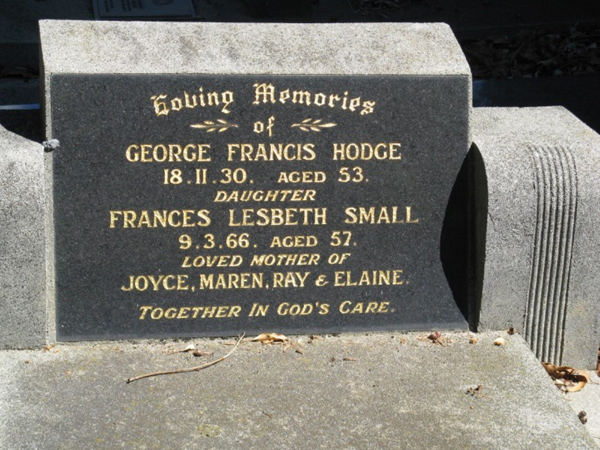 Loving Memories
of
GEORGE FRANCIS HODGE
18.11.30. AGED 53.
DAUGHTER
FRANCES LESBETH SMALL
9.3.66. AGED 57.
LOVED MOTHER OF
JOYCE, MAREN, RAY & ELAINE.
TOGETHER IN GOD'S CARE.